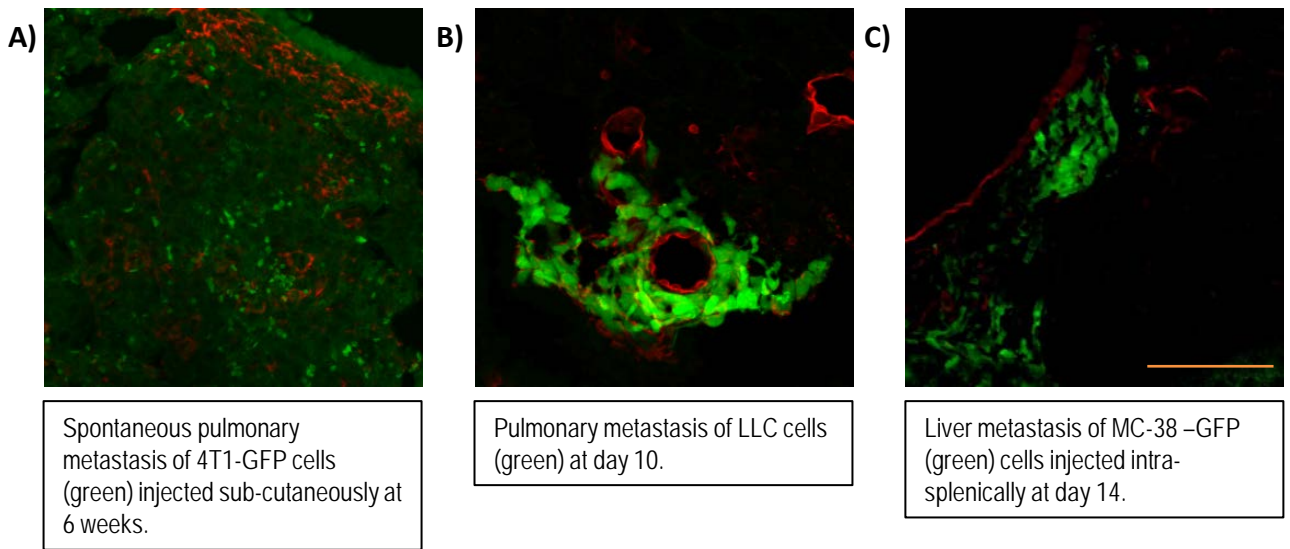 A)
B)
C)
Spontaneous pulmonary
metastasis of 4T1-GFP cells
(green) injected sub-cutaneously at
6 weeks.
Pulmonary metastasis of LLC cells
(green) at day 10.
Liver metastasis of MC-38 –GFP
(green) cells injected intra-
splenically at day 14.